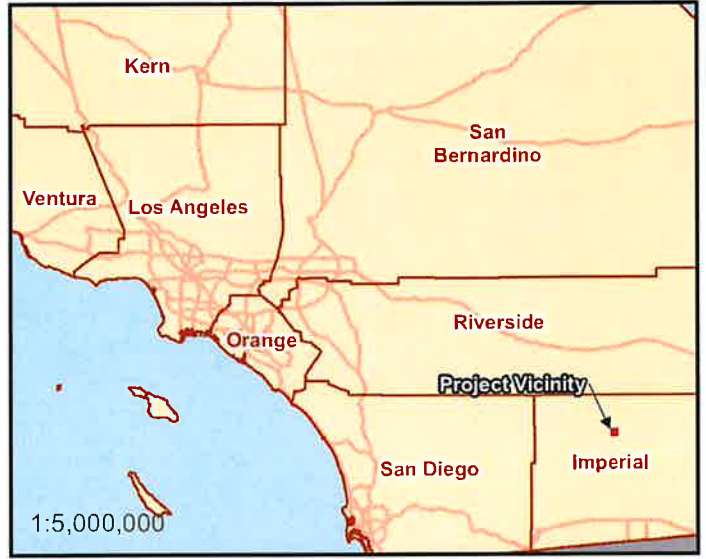 Kern
San
Bernardino
Ventura
Los Angeles
Riverside
Orange
Project Vicinity
San Diego
Imperial
1:5,000,000